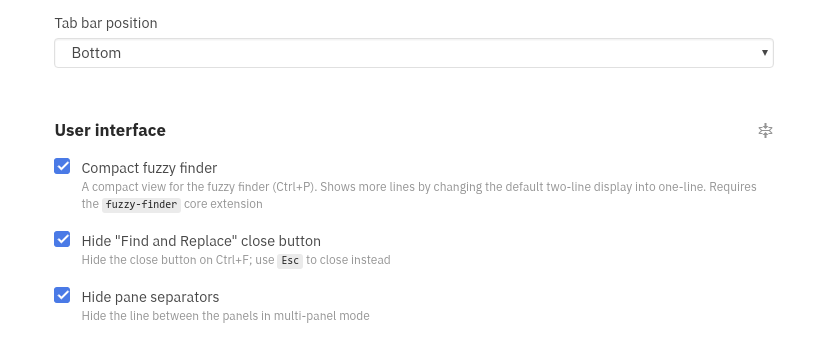 Tab bar position
Bottom
User interface
Compact fuzzy finder
A compact view for the fuzzy finder (Ctrl+P). Shows more lines by changing the default two-line display into one-line. Requires
the fuzzy-finder core extension
Hide "Find and Replace" close button
Hide the close button on Ctrl+F; use Esc to close instead
Hide pane separators
Hide the line between the panels in multi-panel mode